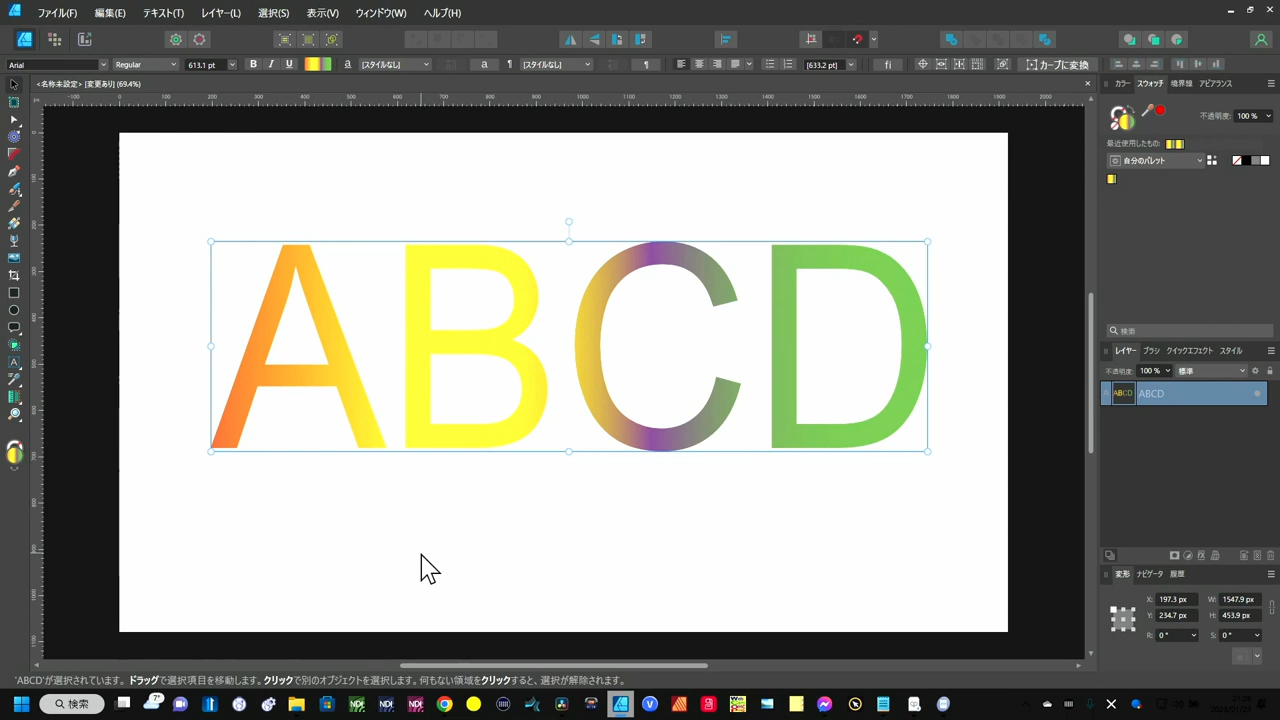 ファイル(F) 編集(E) テキスト(T) レイヤー(L) 選択(S) 表示(V) ウィンドウ(W) ヘルプ(H)
Arial Regular 613.1 pt B I U a [スタイルなし] a ¶ [スタイルなし] ¶ [633.2 pt] fi カーブに変換
<名称未設定> [変更あり] (69.4%)
カラー スウォッチ 境界線 アピアランス
不透明度: 100 %
最近使用したもの:
自分のパレット
ABCD
検索
レイヤー ブラシ クイックエフェクト スタイル
不透明度: 100 % 標準
ABCD ABCD
変形 ナビゲータ 履歴
X: 197.3 px W: 1547.9 px
Y: 234.7 px H: 453.9 px
R: 0 ° S: 0 °
'ABCD'が選択されています。 ドラッグで選択項目を移動します。クリックで別のオブジェクトを選択します。何もない領域をクリックすると、選択が解除されます。
検索 7°